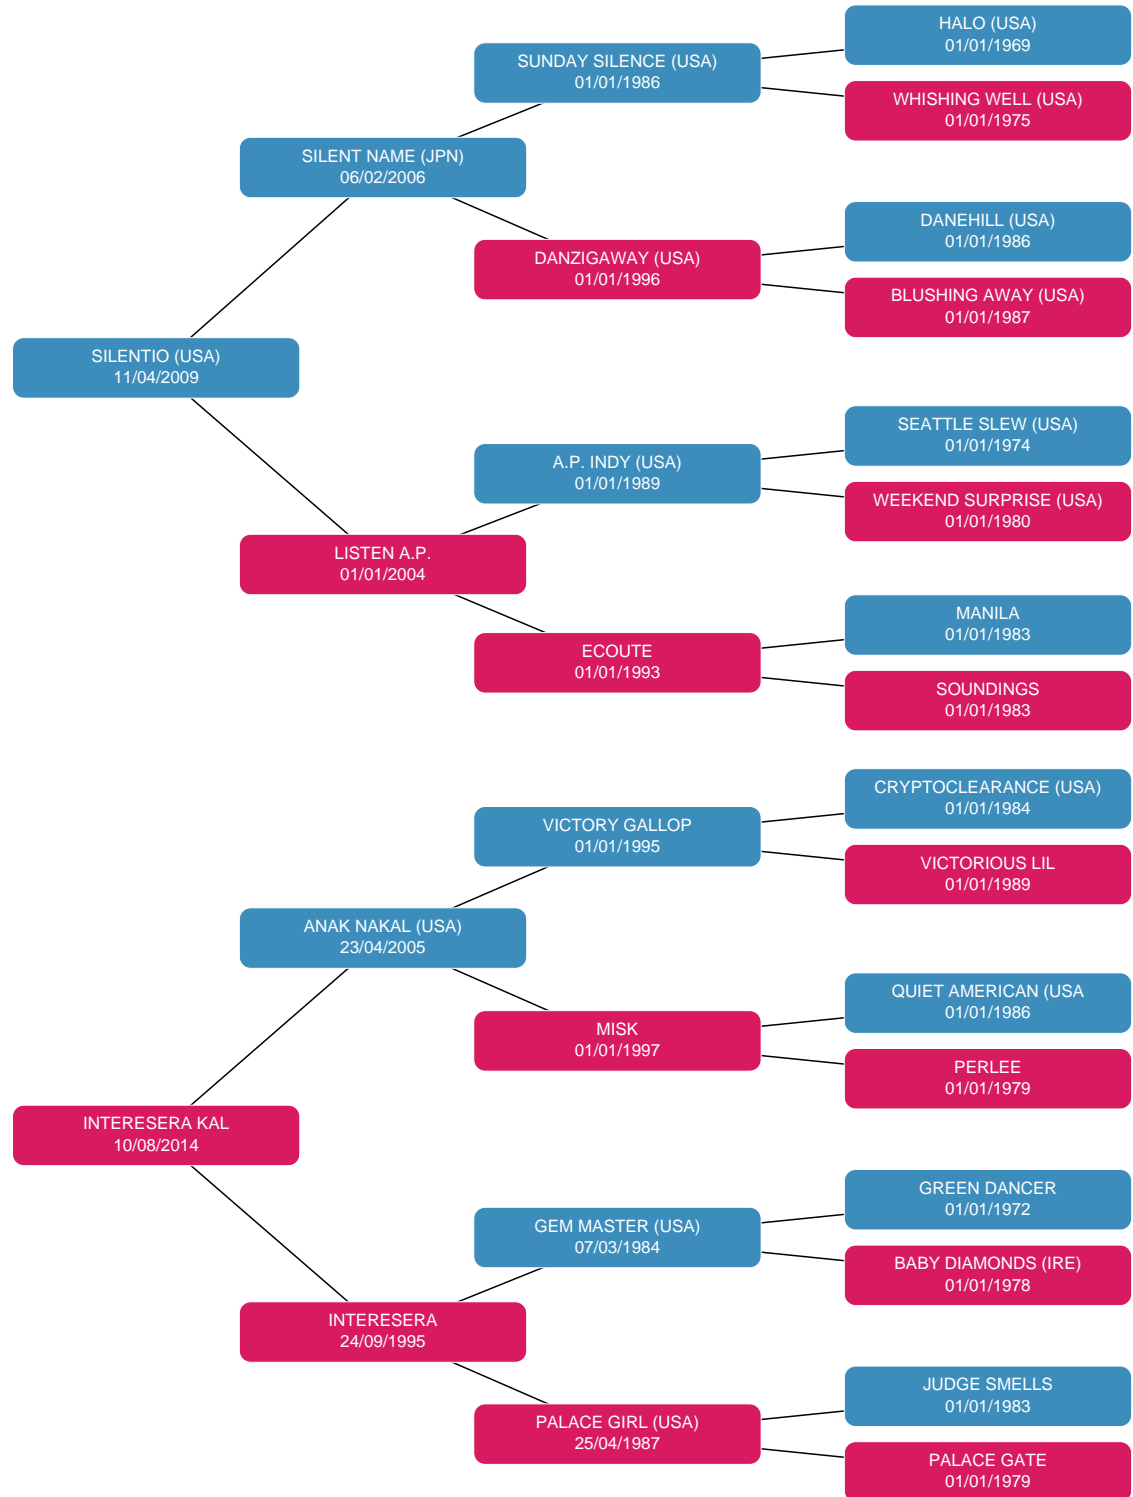 HALO (USA)
01/01/1969
SUNDAY SILENCE (USA)
01/01/1986
WHISHING WELL (USA)
01/01/1975
SILENT NAME (JPN)
06/02/2006
DANEHILL (USA)
01/01/1986
DANZIGAWAY (USA)
01/01/1996
BLUSHING AWAY (USA)
01/01/1987
SILENTIO (USA)
11/04/2009
SEATTLE SLEW (USA)
01/01/1974
A.P. INDY (USA)
01/01/1989
WEEKEND SURPRISE (USA)
01/01/1980
LISTEN A.P.
01/01/2004
MANILA
01/01/1983
ECOUTE
01/01/1993
SOUNDINGS
01/01/1983
CRYPTOCLEARANCE (USA)
01/01/1984
VICTORY GALLOP
01/01/1995
VICTORIOUS LIL
01/01/1989
ANAK NAKAL (USA)
23/04/2005
QUIET AMERICAN (USA
01/01/1986
MISK
01/01/1997
PERLEE
01/01/1979
INTERESERA KAL
10/08/2014
GREEN DANCER
01/01/1972
GEM MASTER (USA)
07/03/1984
BABY DIAMONDS (IRE)
01/01/1978
INTERESERA
24/09/1995
JUDGE SMELLS
01/01/1983
PALACE GIRL (USA)
25/04/1987
PALACE GATE
01/01/1979